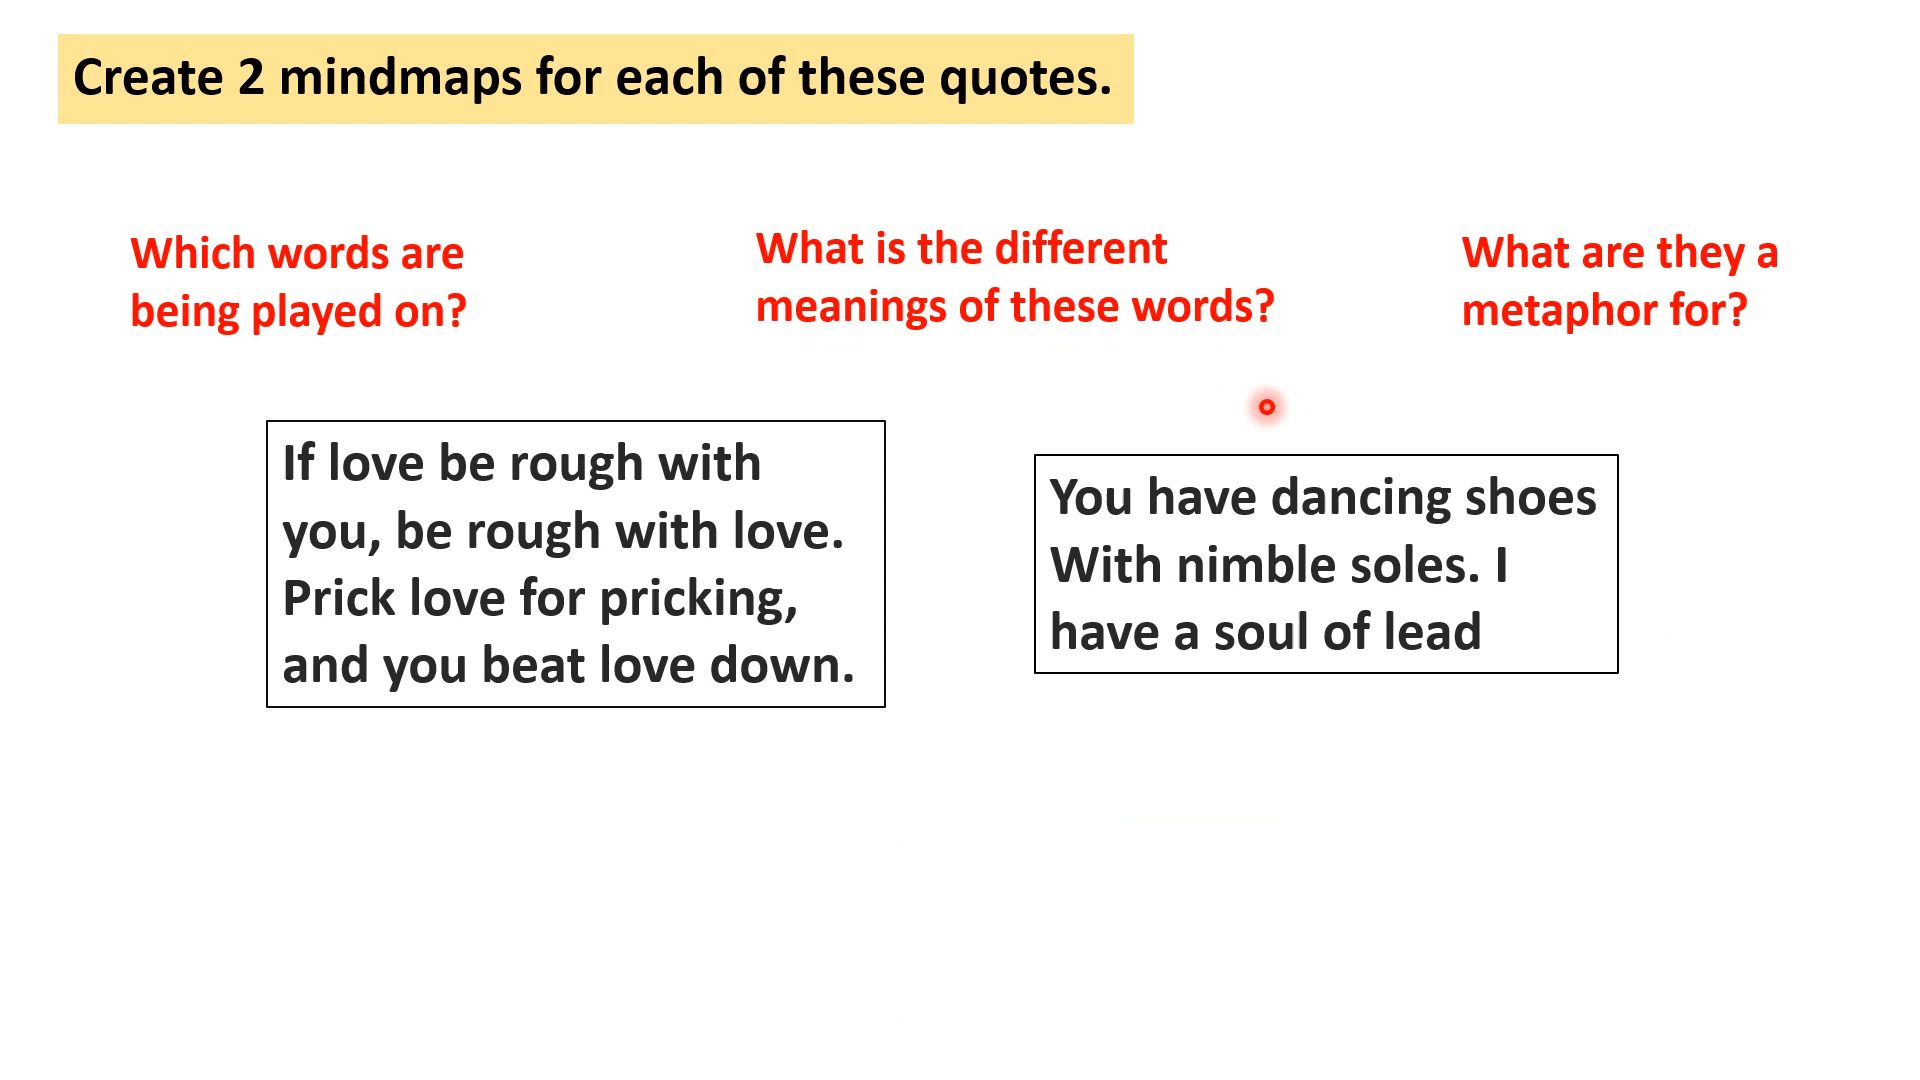 Create 2 mindmaps for each of these quotes.
Which words are
being played on?
What is the different
meanings of these words?
What are they a
metaphor for?
If love be rough with
you, be rough with love.
Prick love for pricking,
and you beat love down.
You have dancing shoes
With nimble soles. I
have a soul of lead